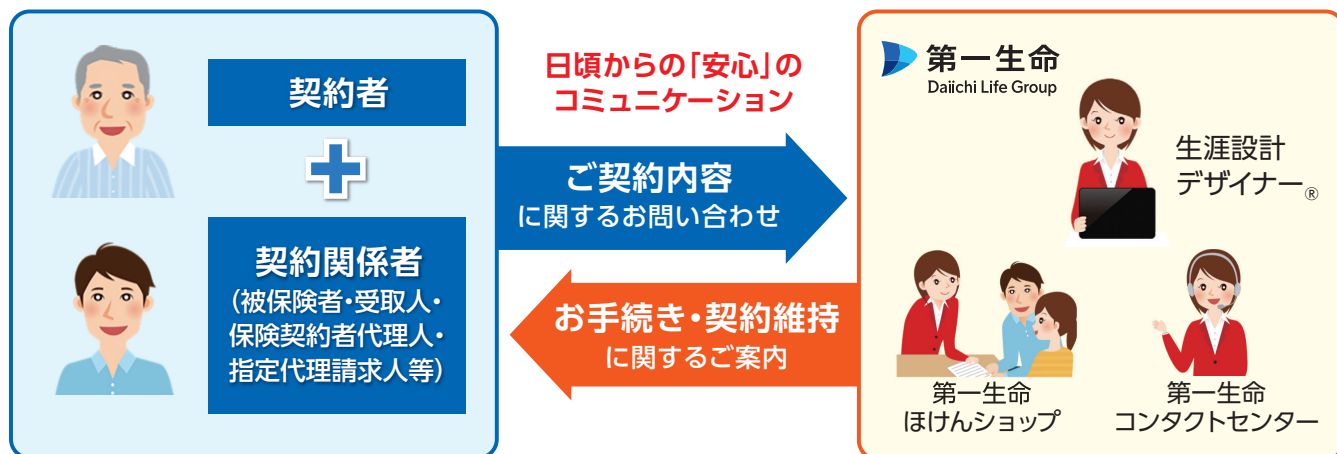 契約者
契約関係者
(被保険者・受取人・
保険契約者代理人・
指定代理請求人等)
日頃からの「安心」の
コミュニケーション
ご契約内容
に関するお問い合わせ
お手続き・契約維持
に関するご案内
第一生命
Daiichi Life Group
生涯設計
デザイナー®
第一生命
ほけんショップ
第一生命
コンタクトセンター